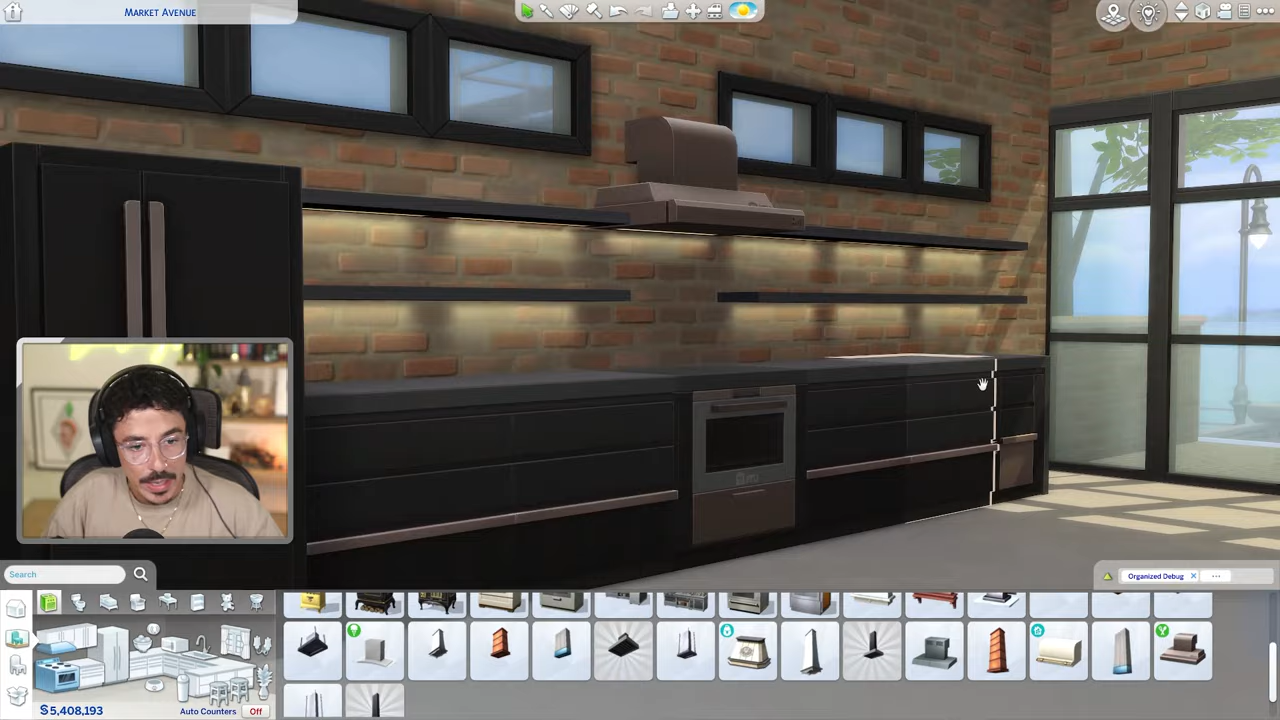 MARKET AVENUE
Search
Organized Debug
$5,408,193
Auto Counters
Off